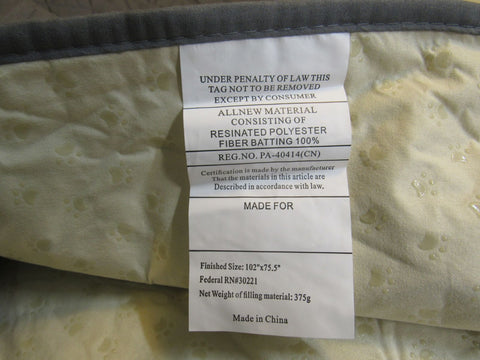 UNDER PENALTY OF LAW THIS
TAG NOT TO BE REMOVED
EXCEPT BY CONSUMER
ALLNEW MATERIAL
CONSISTING OF
RESINATED POLYESTER
FIBER BATTING 100%
REG.NO. PA-40414(CN)
Certification is made by the manufacturer
That the materials in this article are
Described in accordance with law.
MADE FOR
Finished Size: 102"x75.5"
Federal RN#30221
Net Weight of filling material: 375g
Made in China